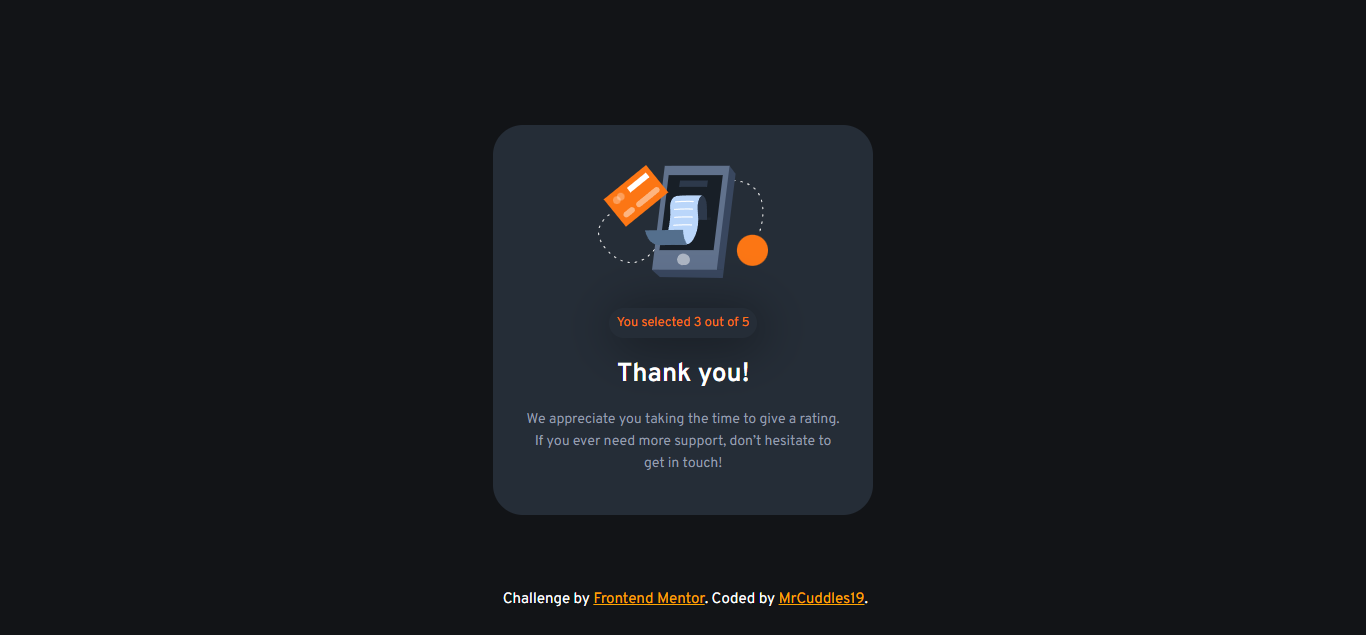 You selected 3 out of 5
Thank you!
We appreciate you taking the time to give a rating.
If you ever need more support, don’t hesitate to
get in touch!
Challenge by Frontend Mentor. Coded by MrCuddles19.